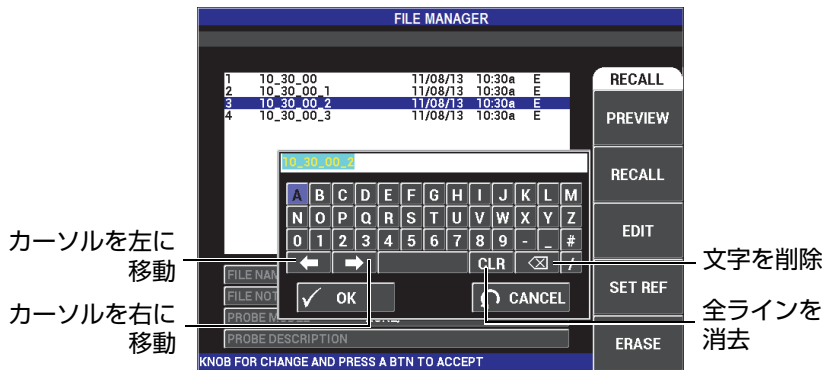 FILE MANAGER
1 10_30_00 11/08/13 10:30a E
2 10_30_00_1 11/08/13 10:30a E
3 10_30_00_2 11/08/13 10:30a E
4 10_30_00_3 11/08/13 10:30a E
RECALL
PREVIEW
RECALL
EDIT
SET REF
ERASE
10_30_00_2
A B C D E F G H I J K L M
N O P Q R S T U V W X Y Z
0 1 2 3 4 5 6 7 8 9 - _ #
CLR /
OK CANCEL
FILE NAM
FILE NOT
PROBE
PROBE DESCRIPTION
KNOB FOR CHANGE AND PRESS A BTN TO ACCEPT
カーソルを左に
移動
カーソルを右に
移動
文字を削除
全ラインを
消去